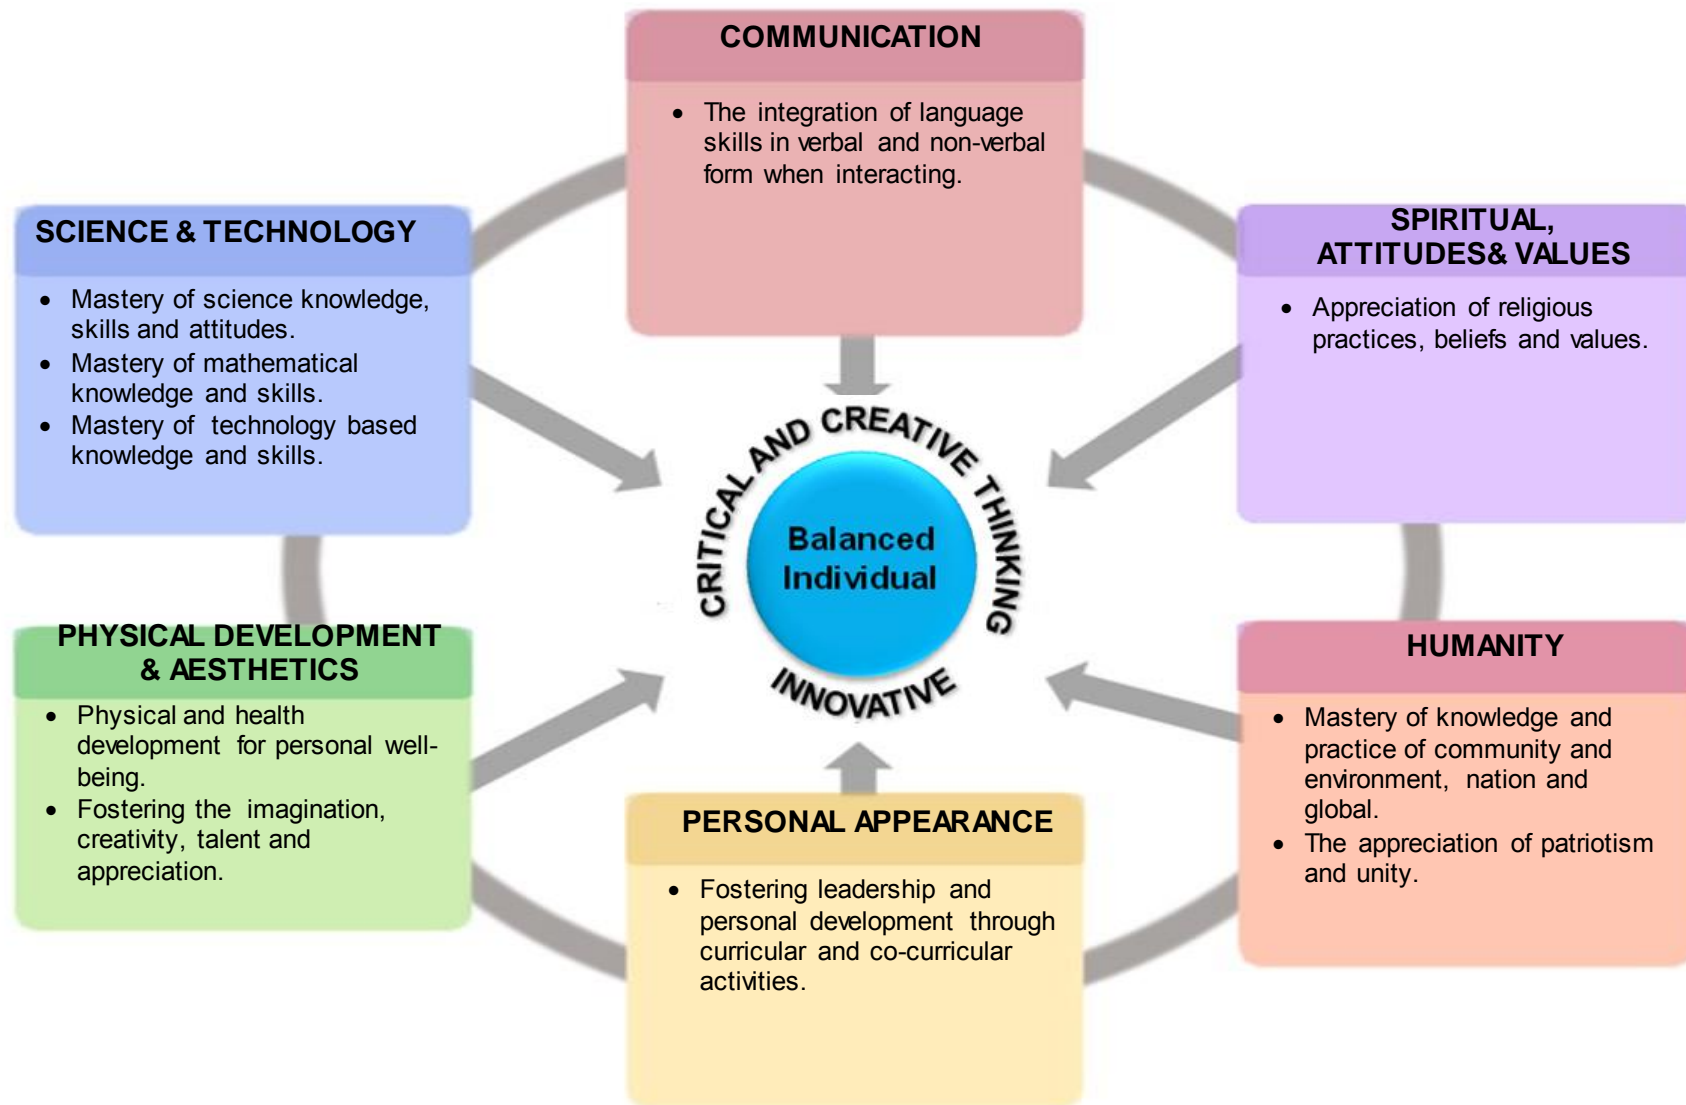 COMMUNICATION
• The integration of language
skills in verbal and non-verbal
form when interacting.
SCIENCE & TECHNOLOGY
• Mastery of science knowledge,
skills and attitudes.
• Mastery of mathematical
knowledge and skills.
• Mastery of technology based
knowledge and skills.
SPIRITUAL,
ATTITUDES& VALUES
• Appreciation of religious
practices, beliefs and values.
CRITICAL AND CREATIVE THINKING
Balanced
Individual
INNOVATIVE
PHYSICAL DEVELOPMENT
& AESTHETICS
• Physical and health
development for personal well-
being.
• Fostering the imagination,
creativity, talent and
appreciation.
PERSONAL APPEARANCE
• Fostering leadership and
personal development through
curricular and co-curricular
activities.
HUMANITY
• Mastery of knowledge and
practice of community and
environment, nation and
global.
• The appreciation of patriotism
and unity.